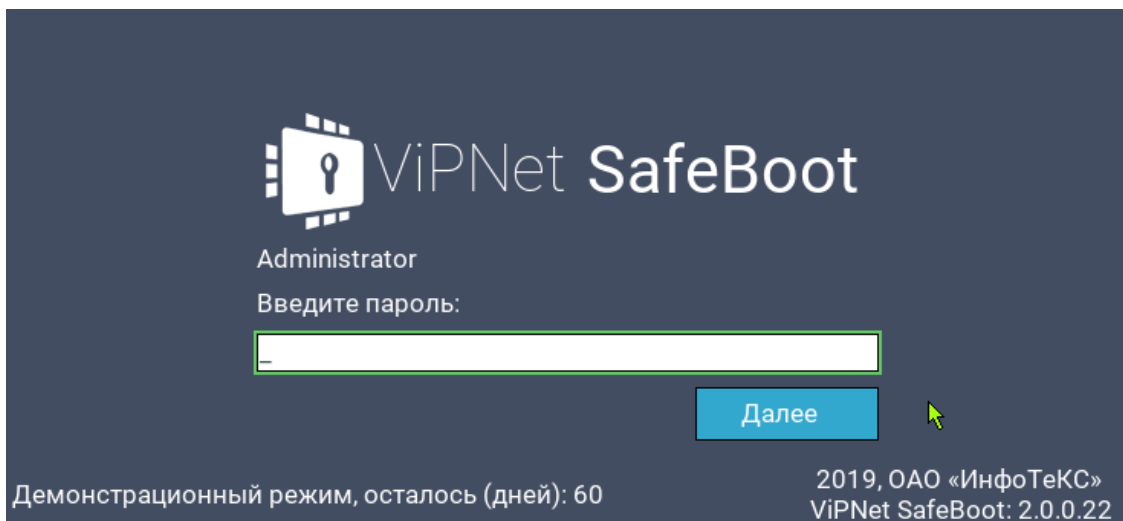 ViPNet SafeBoot
Administrator
Введите пароль:
_
Далее
Демонстрационный режим, осталось (дней): 60
2019, ОАО «ИнфоТеКС»
ViPNet SafeBoot: 2.0.0.22